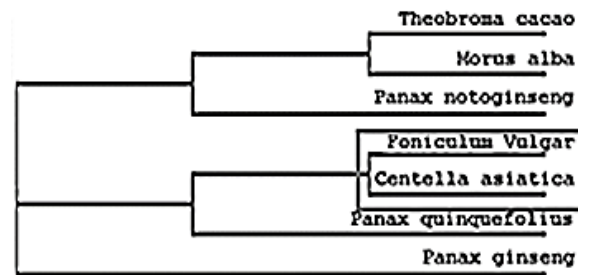 Theobroma cacao
Morus alba
Panax notoginseng
Foniculum Vulgar
Centella asiatica
Panax quinquefolius
Panax ginseng